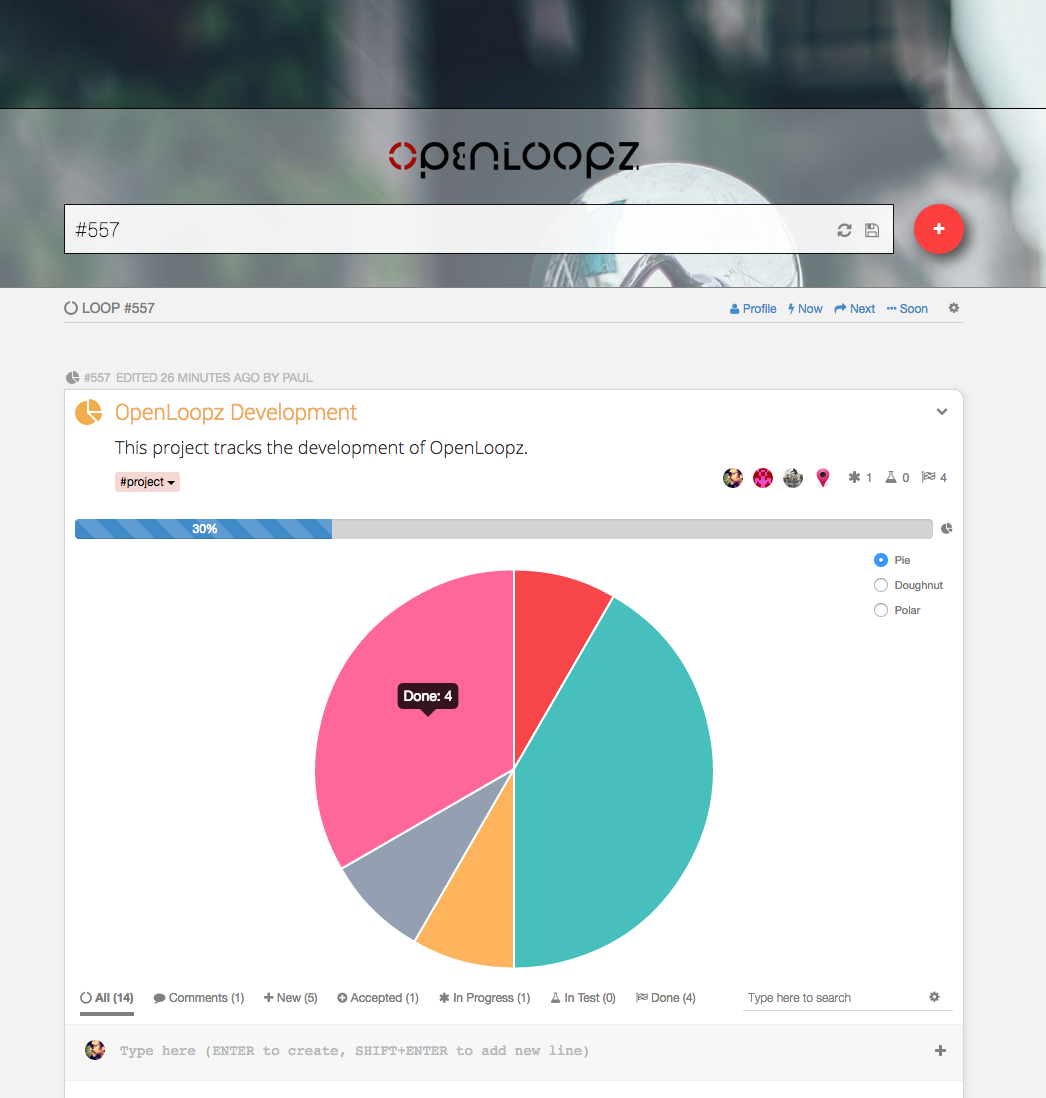 OPENLOOPZ
#557
LOOP #557
Profile Now Next Soon
#557 EDITED 26 MINUTES AGO BY PAUL
OpenLoopz Development
This project tracks the development of OpenLoopz.
#project
1 0 4
30%
Pie
Doughnut
Polar
Done: 4
All (14) Comments (1) New (5) Accepted (1) In Progress (1) In Test (0) Done (4) Type here to search
Type here (ENTER to create, SHIFT+ENTER to add new line)